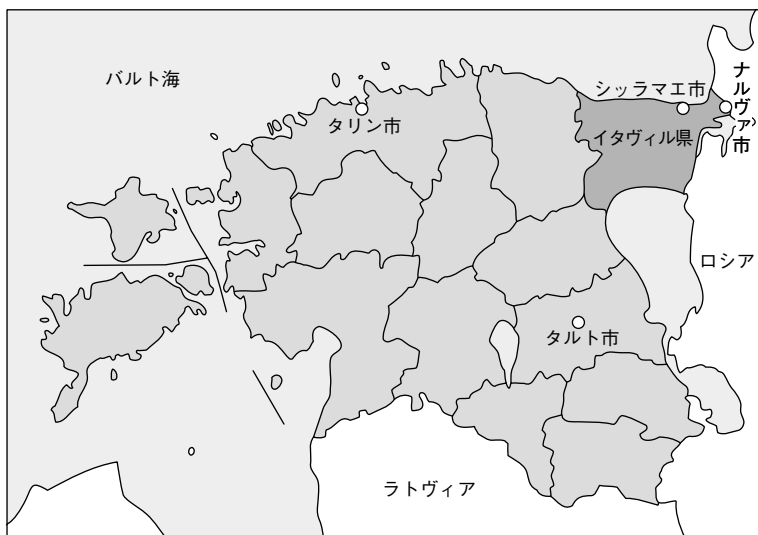 バルト海
シッラマエ市
ナルヴァ市
タリン市
イタヴィル県
ロシア
タルト市
ラトヴィア